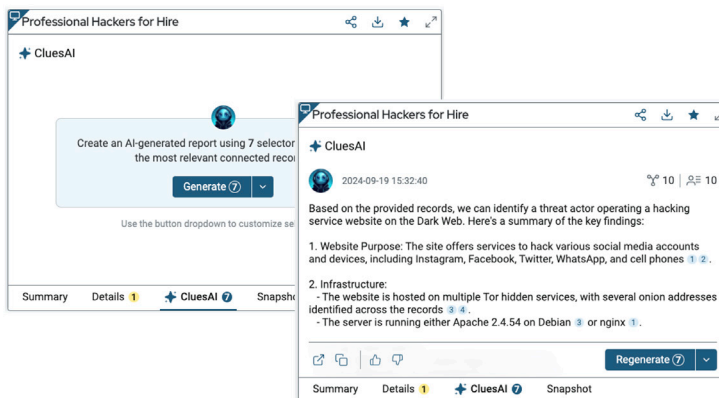 Professional Hackers for Hire
CluesAI
Create an AI-generated report using 7 selector
the most relevant connected
Generate 7
Use the button dropdown to customize
Summary Details 1 CluesAI 7
Professional Hackers for Hire
CluesAI
2024-09-19 15:32:40 10 10
Based on the provided records, we can identify a threat actor operating a hacking
service website on the Dark Web. Here's a summary of the key findings:
1. Website Purpose: The site offers services to hack various social media accounts
and devices, including Instagram, Facebook, Twitter, WhatsApp, and cell phones 1 2 .
2. Infrastructure:
- The website is hosted on multiple Tor hidden services, with several onion addresses
identified across the records 3 4 .
- The server is running either Apache 2.4.54 on Debian 3 or nginx 1 .
Regenerate 7
Summary Details 1 CluesAI 7 Snapshot